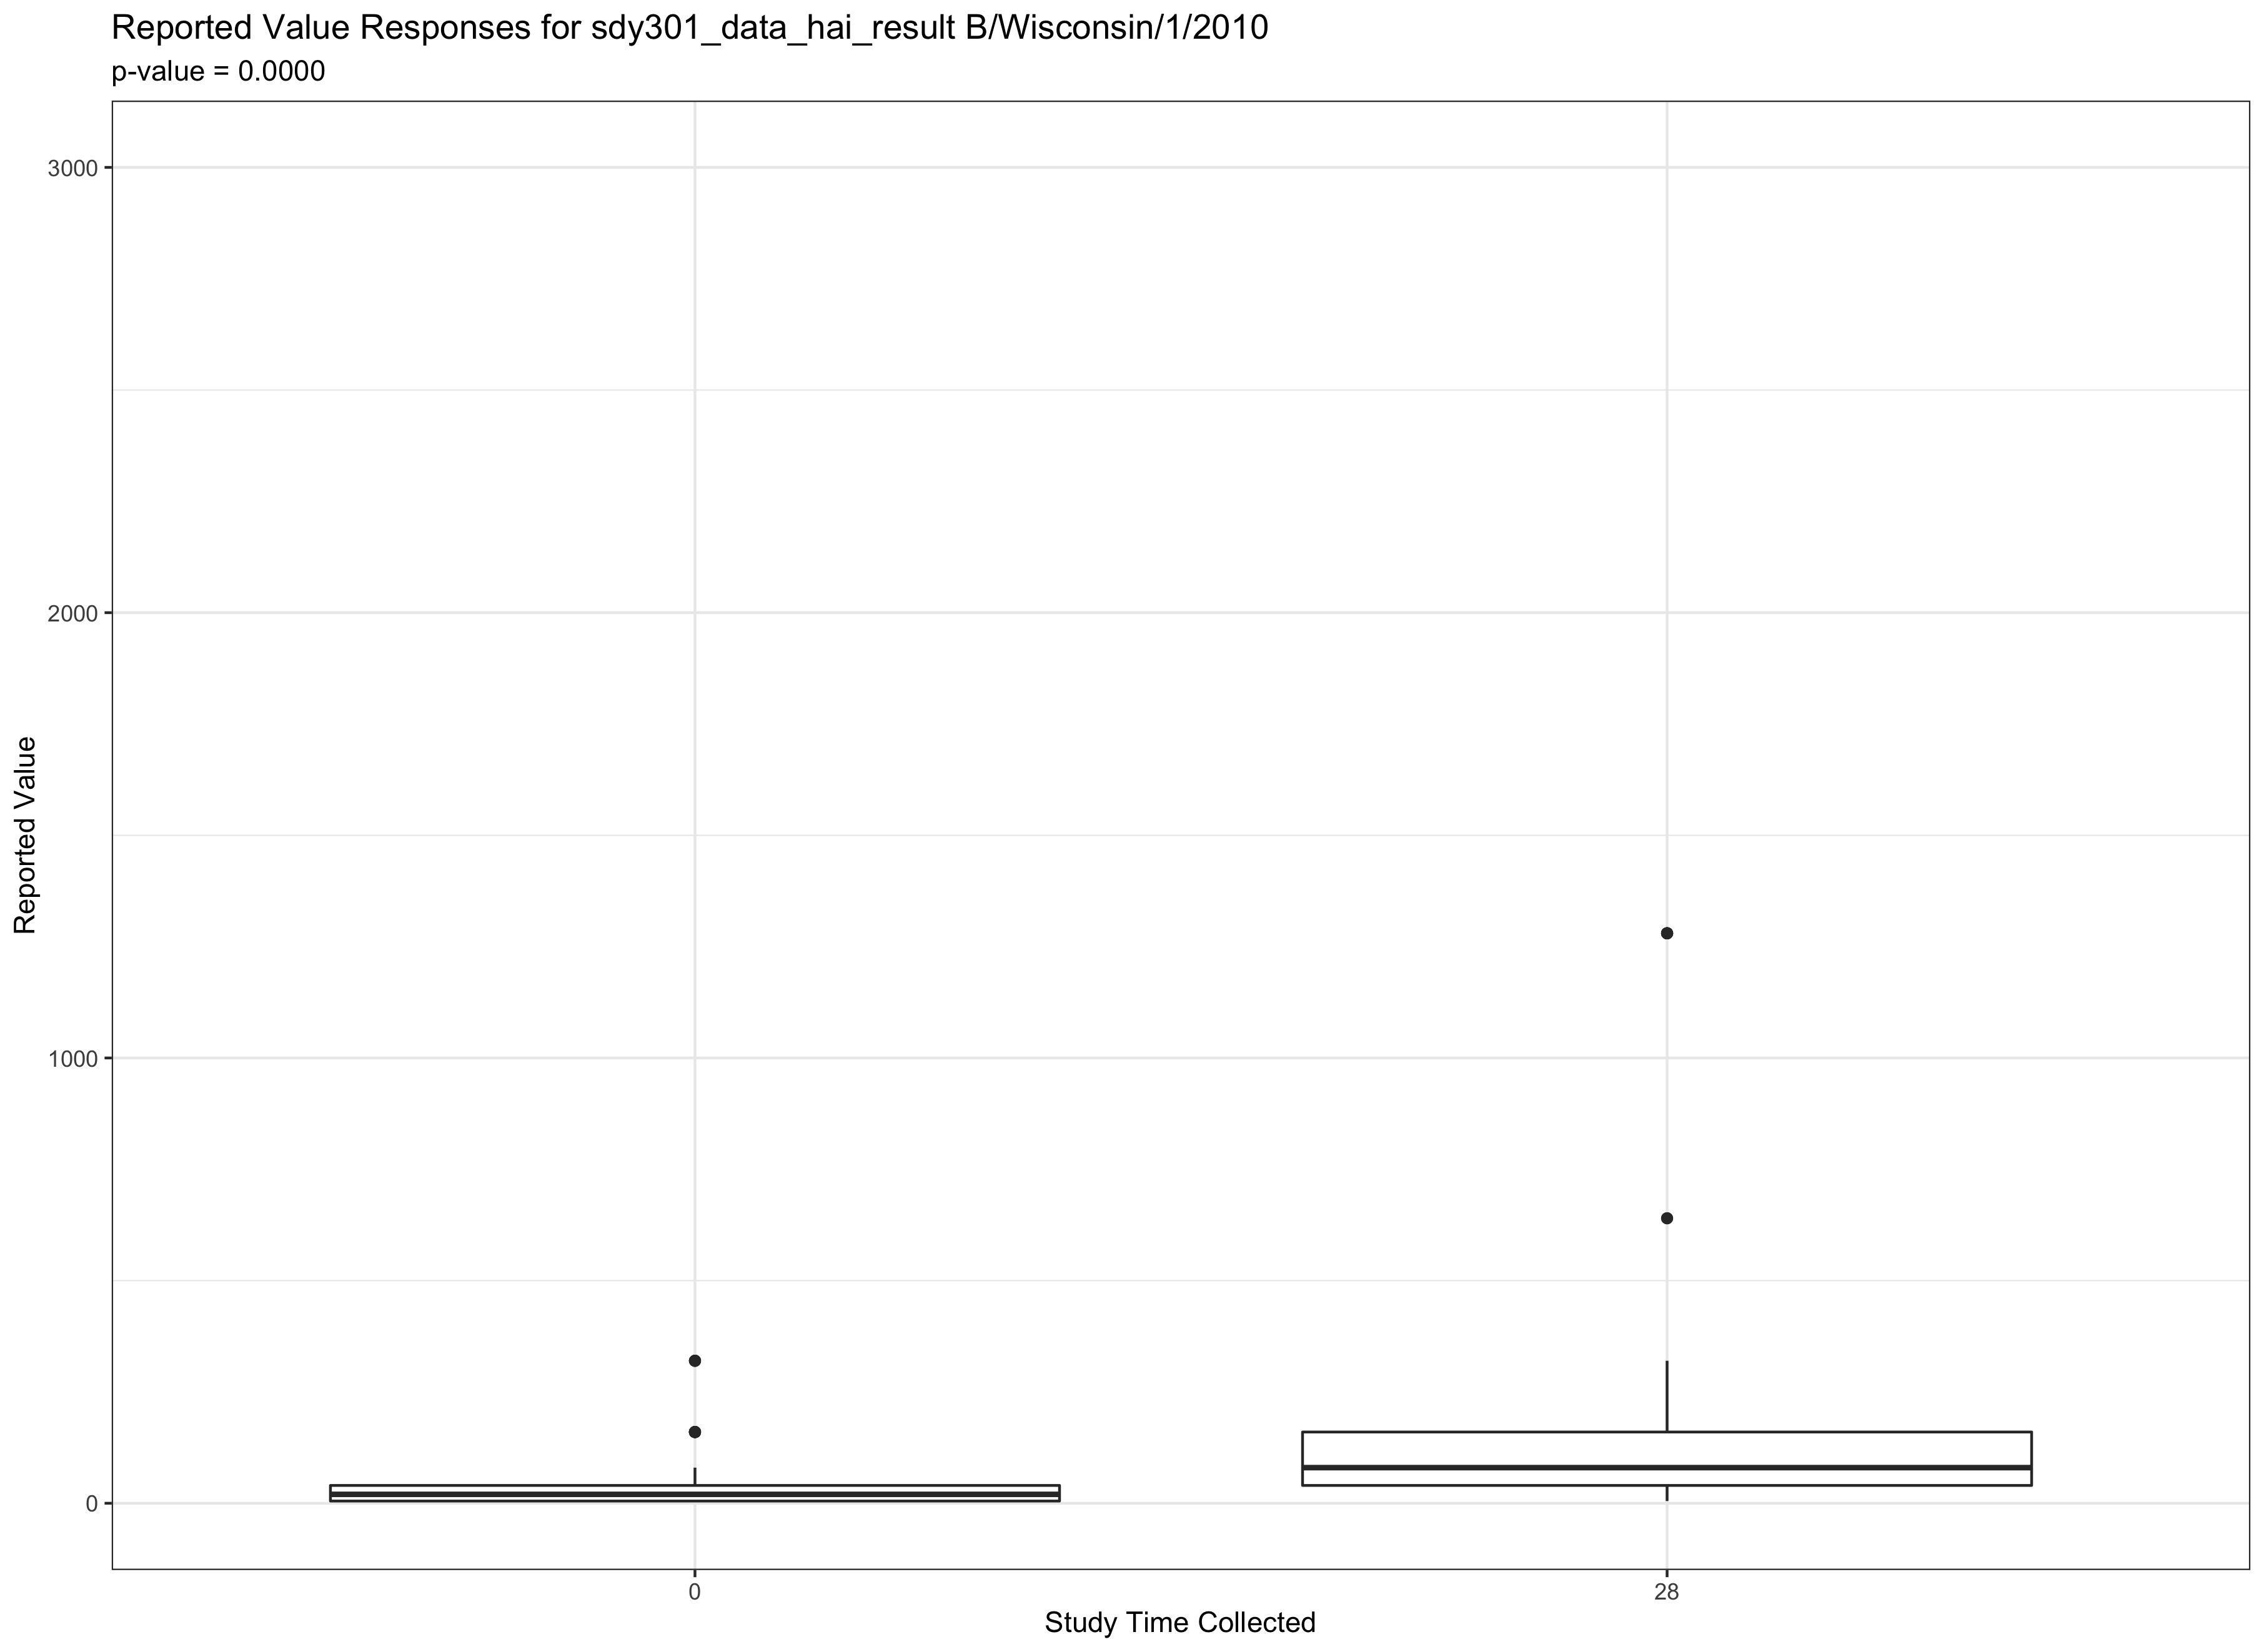 Reported Value Responses for sdy301_data_hai_result B/Wisconsin/1/2010
p-value = 0.0000
3000
2000
1000
0
Reported Value
0
28
Study Time Collected